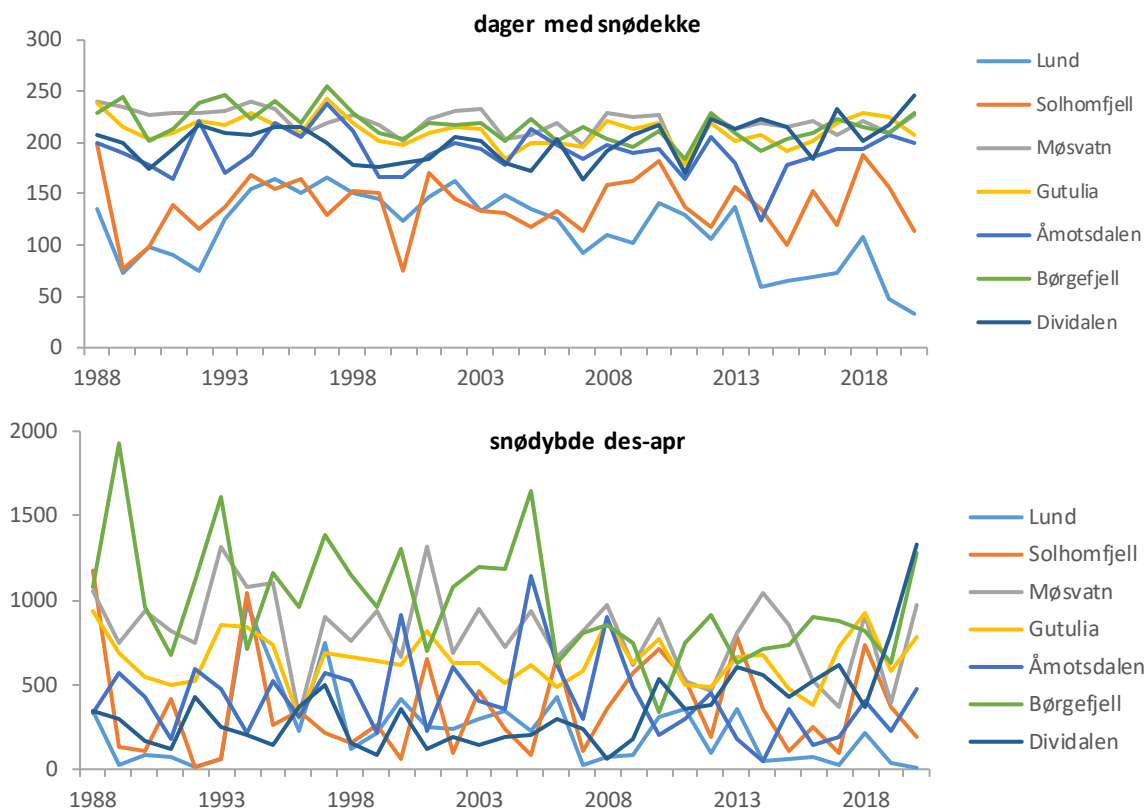 dager med snødekke
300
250
200
150
100
50
0
1988 1993 1998 2003 2008 2013 2018
Lund
Solhomfjell
Møsvatn
Gutulia
Åmotsdalen
Børgefjell
Dividalen
snødybde des-apr
2000
1500
1000
500
0
1988 1993 1998 2003 2008 2013 2018
Lund
Solhomfjell
Møsvatn
Gutulia
Åmotsdalen
Børgefjell
Dividalen